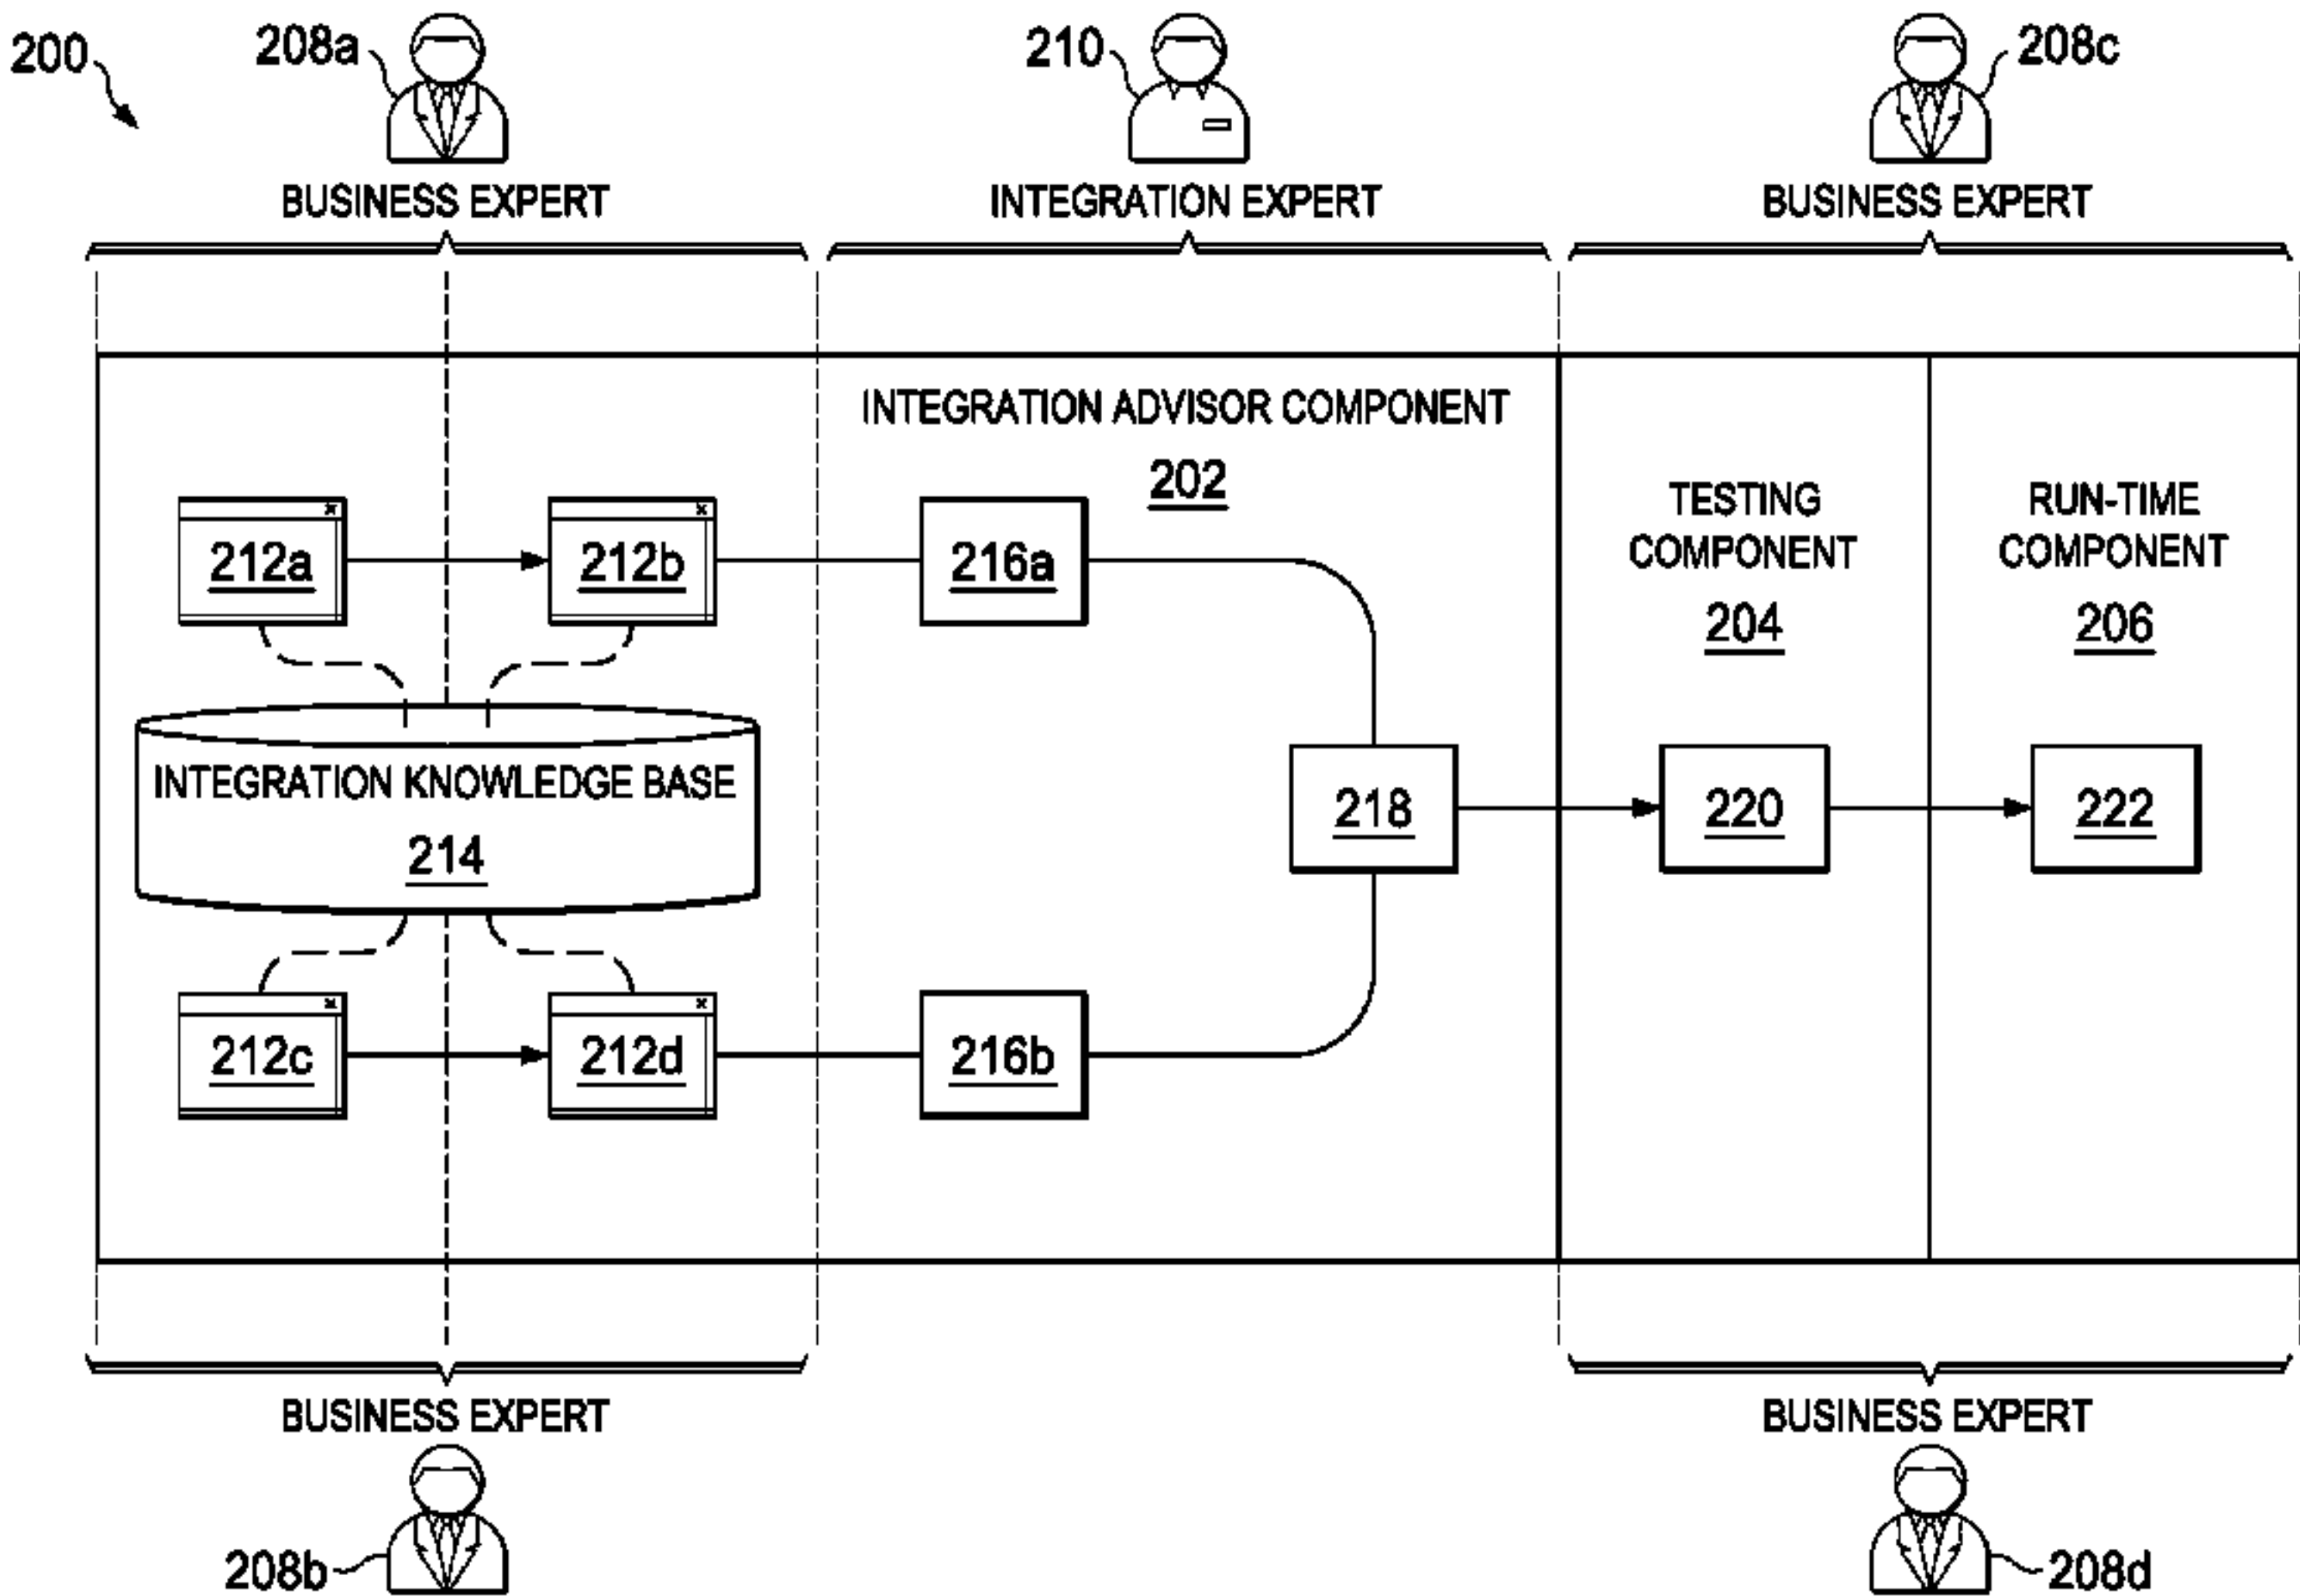 200
208a
210
208c
BUSINESS EXPERT
INTEGRATION EXPERT
BUSINESS EXPERT
INTEGRATION ADVISOR COMPONENT
202
TESTING
COMPONENT
204
RUN-TIME
COMPONENT
206
212a
212b
216a
INTEGRATION KNOWLEDGE BASE
214
218
220
222
212c
212d
216b
BUSINESS EXPERT
BUSINESS EXPERT
208b
208d